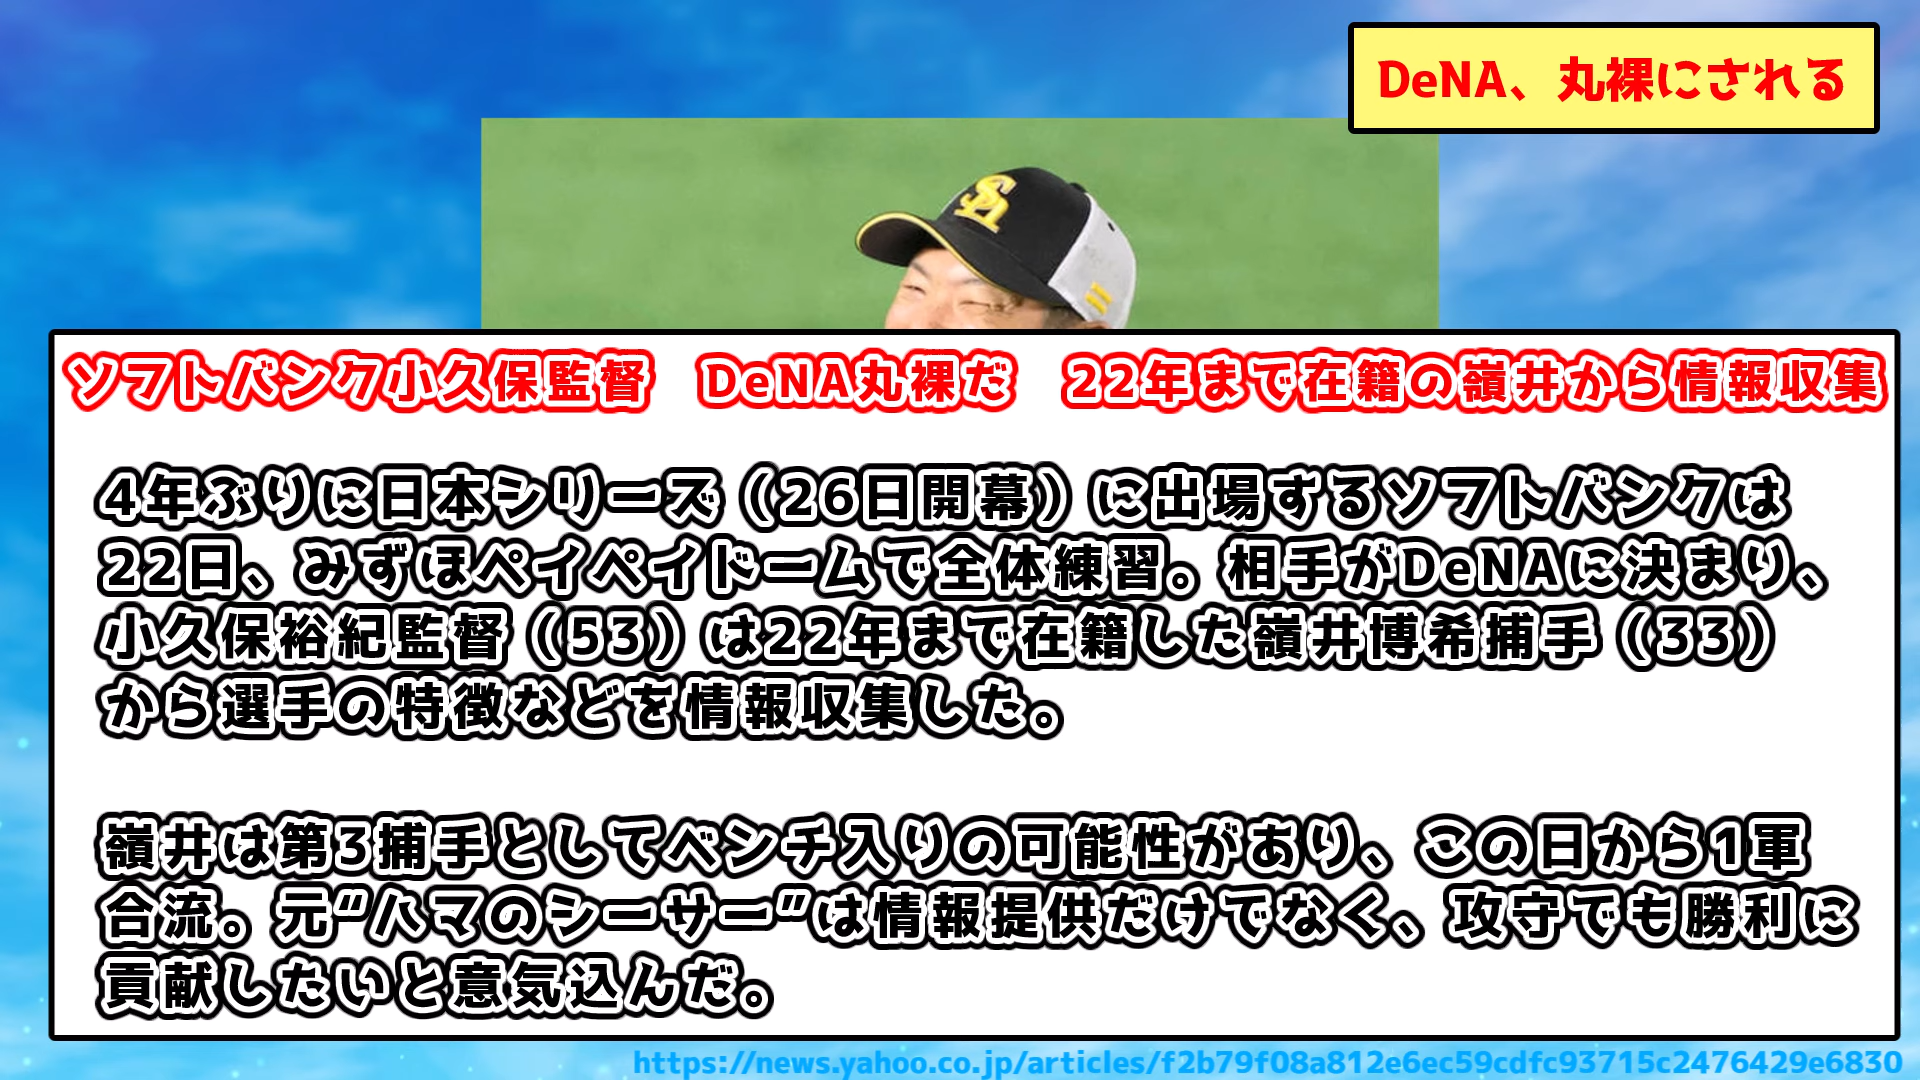 DeNA、丸裸にされる
ソフトバンク小久保監督　DeNA丸裸だ　22年まで在籍の嶺井から情報収集
4年ぶりに日本シリーズ（26日開幕）に出場するソフトバンクは
22日、みずほペイペイドームで全体練習。相手がDeNAに決まり、
小久保裕紀監督（53）は22年まで在籍した嶺井博希捕手（33）
から選手の特徴などを情報収集した。
嶺井は第3捕手としてベンチ入りの可能性があり、この日から1軍
合流。元“ハマのシーサー”は情報提供だけでなく、攻守でも勝利に
貢献したいと意気込んだ。
https://news.yahoo.co.jp/articles/f2b79f08a812e6ec59cdfc93715c2476429e6830